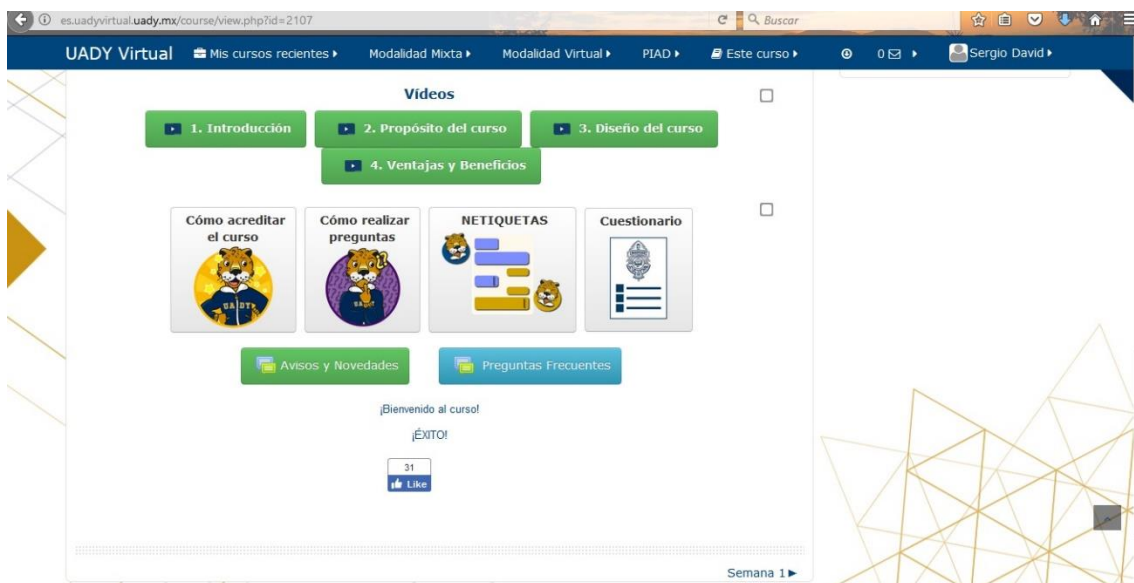 es.uadyvirtual.uady.mx/course/view.php?id=2107
Buscar
UADY Virtual Mis cursos recientes Modalidad Mixta Modalidad Virtual PIAD Este curso 0 Sergio David
Vídeos
1. Introducción 2. Propósito del curso 3. Diseño del curso
4. Ventajas y Beneficios
Cómo acreditar el curso
Cómo realizar preguntas
NETIQUETAS
Cuestionario
UADY
UADY
Avisos y Novedades Preguntas Frecuentes
¡Bienvenido al curso!
¡ÉXITO!
31
Like
Semana 1